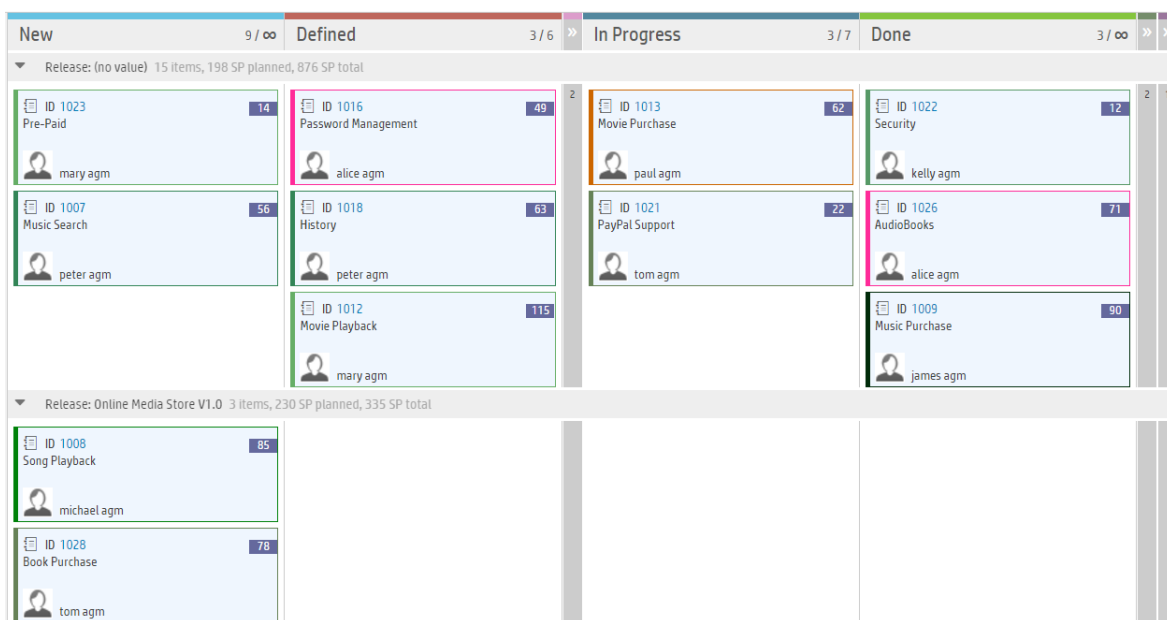 New 9 / ∞ Defined 3 / 6 » In Progress 3 / 7 Done 3 / ∞ » »
Release: (no value) 15 items, 198 SP planned, 876 SP total
ID 1023 14 ID 1016 49 2 ID 1013 62 ID 1022 12 2
Pre-Paid Password Management Movie Purchase Security
mary agm alice agm paul agm kelly agm
ID 1007 56 ID 1018 63 ID 1021 22 ID 1026 71
Music Search History PayPal Support AudioBooks
peter agm peter agm tom agm alice agm
ID 1012 115 ID 1009 90
Movie Playback Music Purchase
mary agm james agm
Release: Online Media Store V1.0 3 items, 230 SP planned, 335 SP total
ID 1008 85
Song Playback
michael agm
ID 1028 78
Book Purchase
tom agm